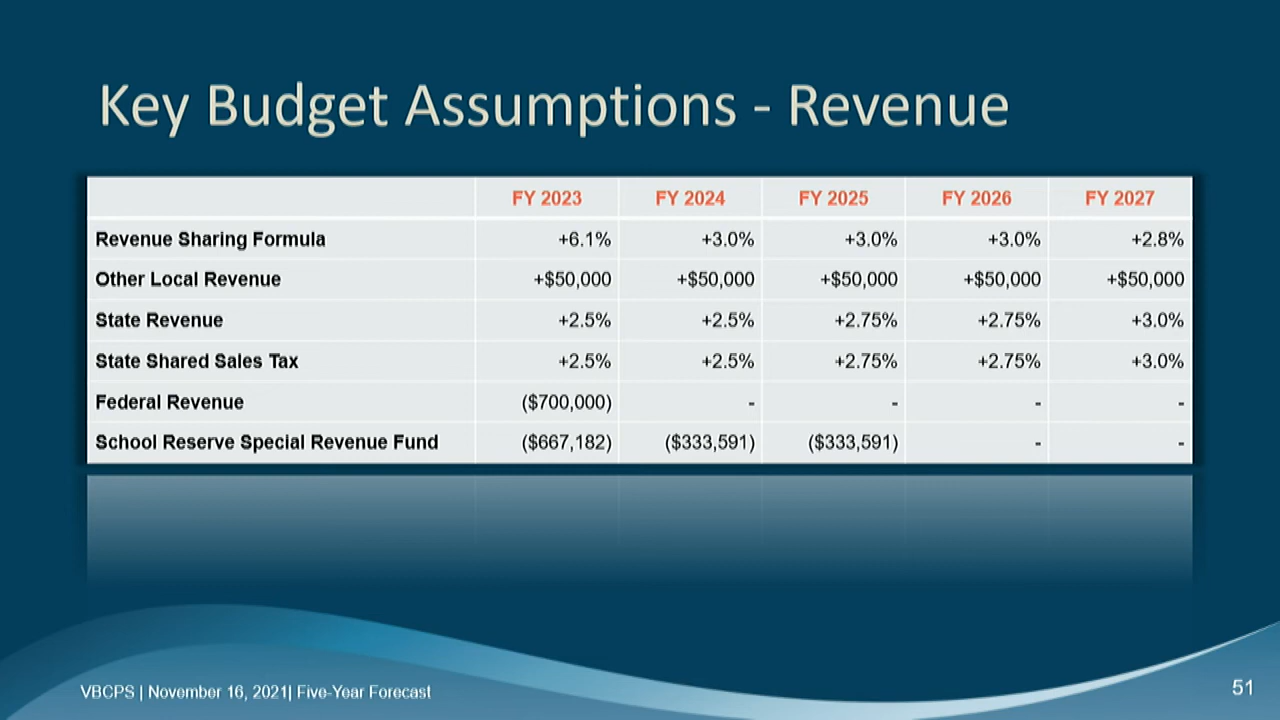 Key Budget Assumptions - Revenue
FY 2023 FY 2024 FY 2025 FY 2026 FY 2027
Revenue Sharing Formula +6.1% +3.0% +3.0% +3.0% +2.8%
Other Local Revenue +$50,000 +$50,000 +$50,000 +$50,000 +$50,000
State Revenue +2.5% +2.5% +2.75% +2.75% +3.0%
State Shared Sales Tax +2.5% +2.5% +2.75% +2.75% +3.0%
Federal Revenue ($700,000) - - - -
School Reserve Special Revenue Fund ($667,182) ($333,591) ($333,591) - -
VBCPS | November 16, 2021| Five-Year Forecast
51